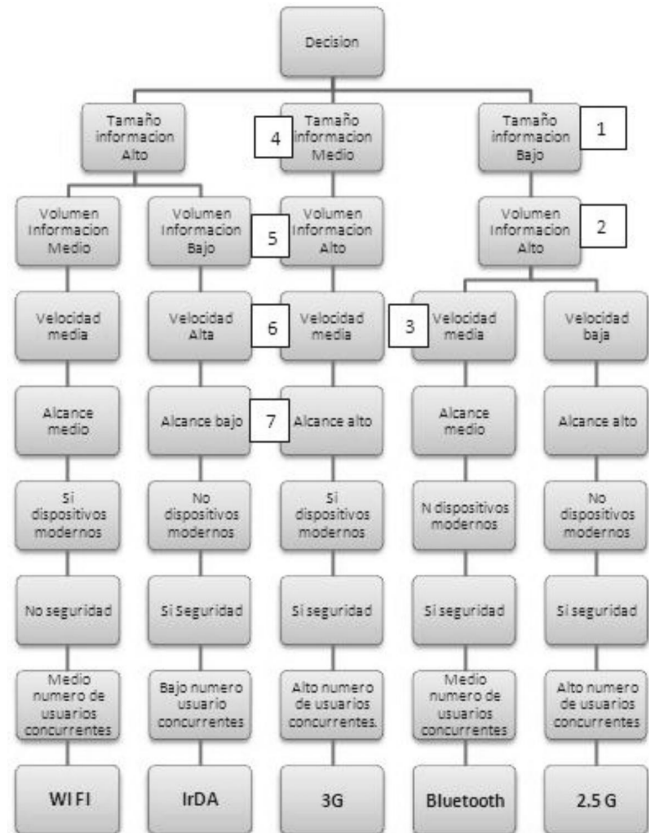 Decision
Tamaño
informacion
Alto
4
Tamaño
informacion
Medio
Tamaño
informacion
Bajo
1
Volumen
Informacion
Medio
Volumen
Informacion
Bajo
5
Volumen
Informacion
Alto
Volumen
Informacion
Alto
2
Velocidad
media
Velocidad
Alta
6
Velocidad
media
3
Velocidad
media
Velocidad
baja
Alcance
medio
Alcance bajo
7
Alcance alto
Alcance
medio
Alcance alto
Si
dispositivos
modernos
No
dispositivos
modernos
Si
dispositivos
modernos
N dispositivos
modernos
No
dispositivos
modernos
No seguridad
Si Seguridad
Si seguridad
Si seguridad
Si seguridad
Medio
numero de
usuarios
concurrentes
Bajo numero
usuario
concurrentes
Alto numero
de usuarios
concurrentes.
Medio
numero de
usuarios
concurrentes
Alto numero
de usuarios
concurrentes
WI FI
IrDA
3G
Bluetooth
2.5 G